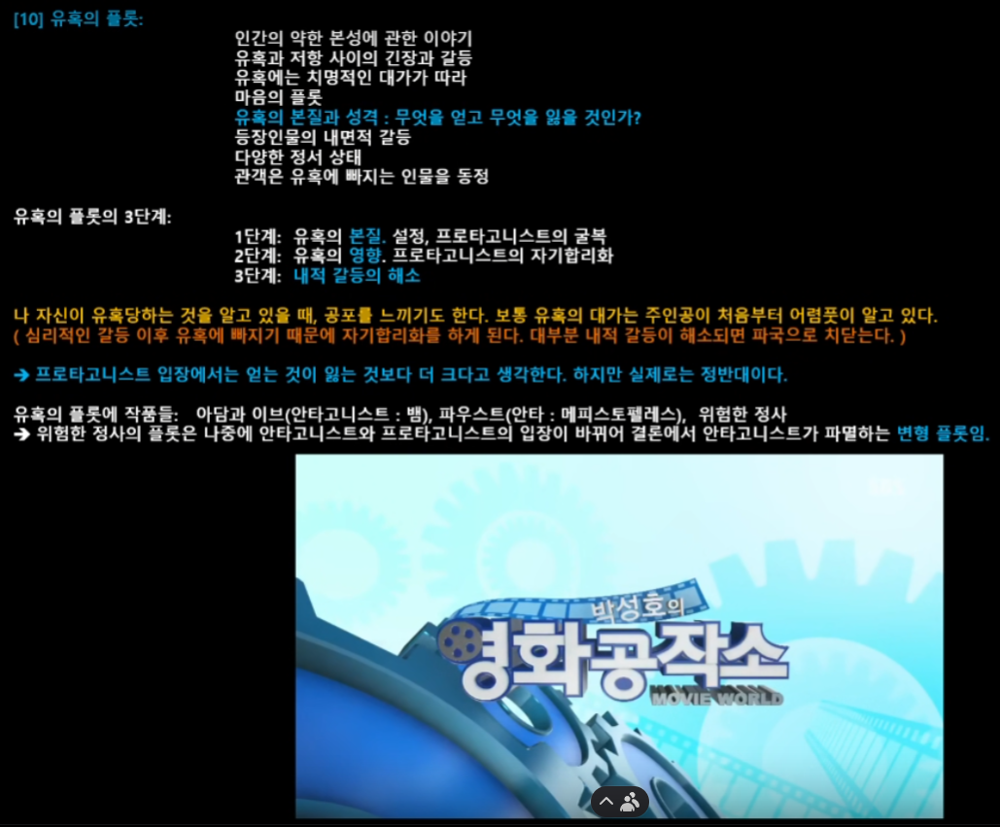 [10] 유혹의 플롯:
인간의 약한 본성에 관한 이야기
유혹과 저항 사이의 긴장과 갈등
유혹에는 치명적인 대가가 따라
마음의 플롯
유혹의 본질과 성격 : 무엇을 얻고 무엇을 잃을 것인가?
등장인물의 내면적 갈등
다양한 정서 상태
관객은 유혹에 빠지는 인물을 동정
유혹의 플롯의 3단계:
1단계: 유혹의 본질. 설정, 프로타고니스트의 굴복
2단계: 유혹의 영향. 프로타고니스트의 자기합리화
3단계: 내적 갈등의 해소
나 자신이 유혹당하는 것을 알고 있을 때, 공포를 느끼기도 한다. 보통 유혹의 대가는 주인공이 처음부터 어렴풋이 알고 있다.
( 심리적인 갈등 이후 유혹에 빠지기 때문에 자기합리화를 하게 된다. 대부분 내적 갈등이 해소되면 파국으로 치닫는다. )
➔ 프로타고니스트 입장에서는 얻는 것이 잃는 것보다 더 크다고 생각한다. 하지만 실제로는 정반대이다.
유혹의 플롯에 작품들: 아담과 이브(안타고니스트 : 뱀), 파우스트(안타 : 메피스토펠레스), 위험한 정사
➔ 위험한 정사의 플롯은 나중에 안타고니스트와 프로타고니스트의 입장이 바뀌어 결론에서 안타고니스트가 파멸하는 변형 플롯임.
박성호의
영화공작소
MOVIE WORLD